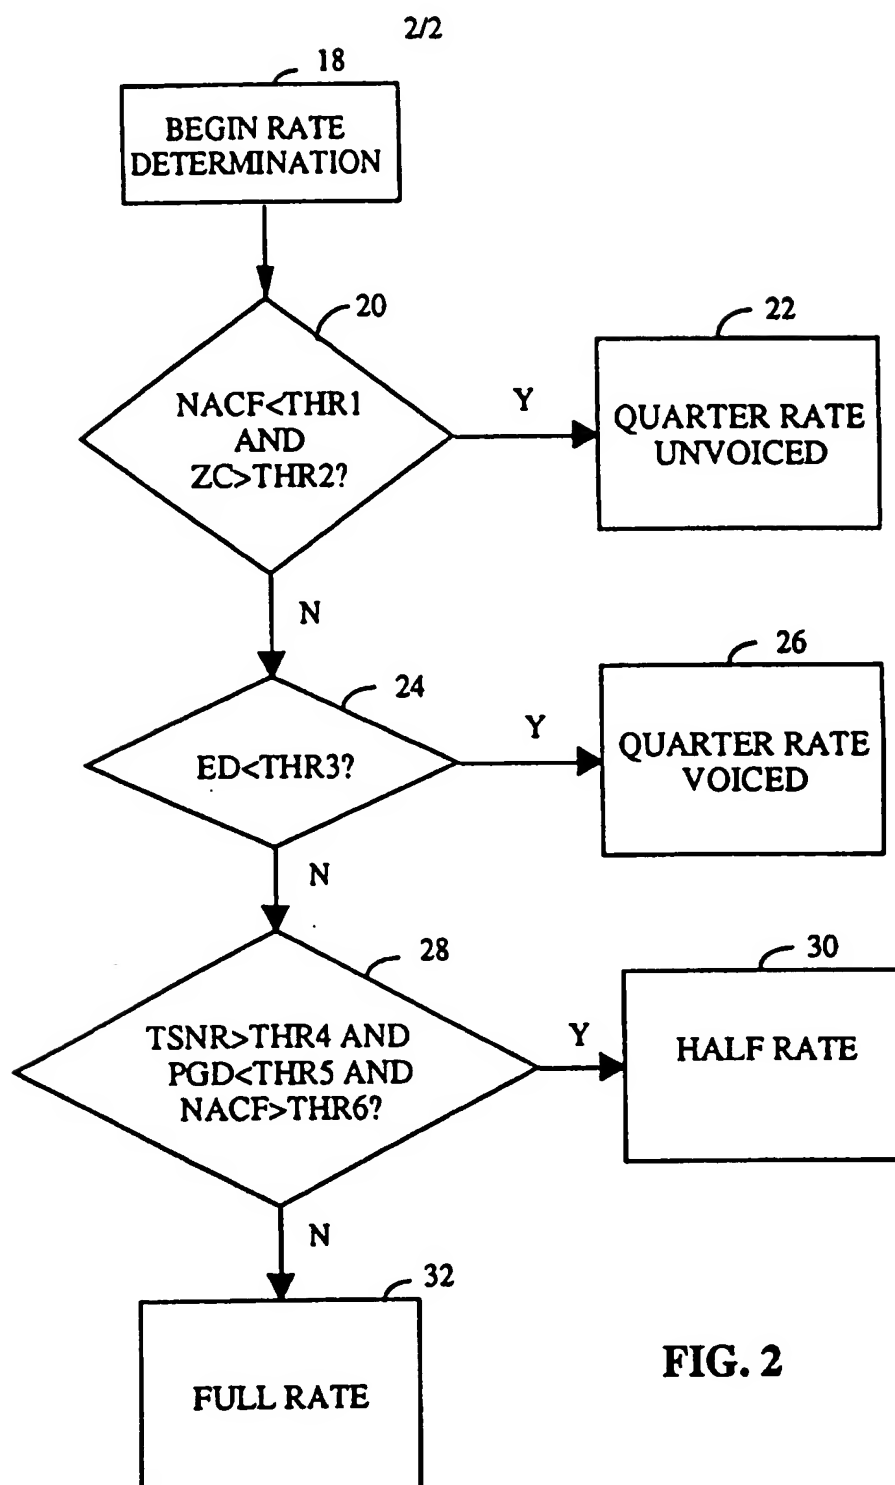 2/2
18
BEGIN RATE
DETERMINATION
20
NACF<THR1
AND
ZC>THR2?
Y
22
QUARTER RATE
UNVOICED
N
24
ED<THR3?
Y
26
QUARTER RATE
VOICED
N
28
TSNR>THR4 AND
PGD<THR5 AND
NACF>THR6?
Y
30
HALF RATE
N
32
FULL RATE
FIG. 2